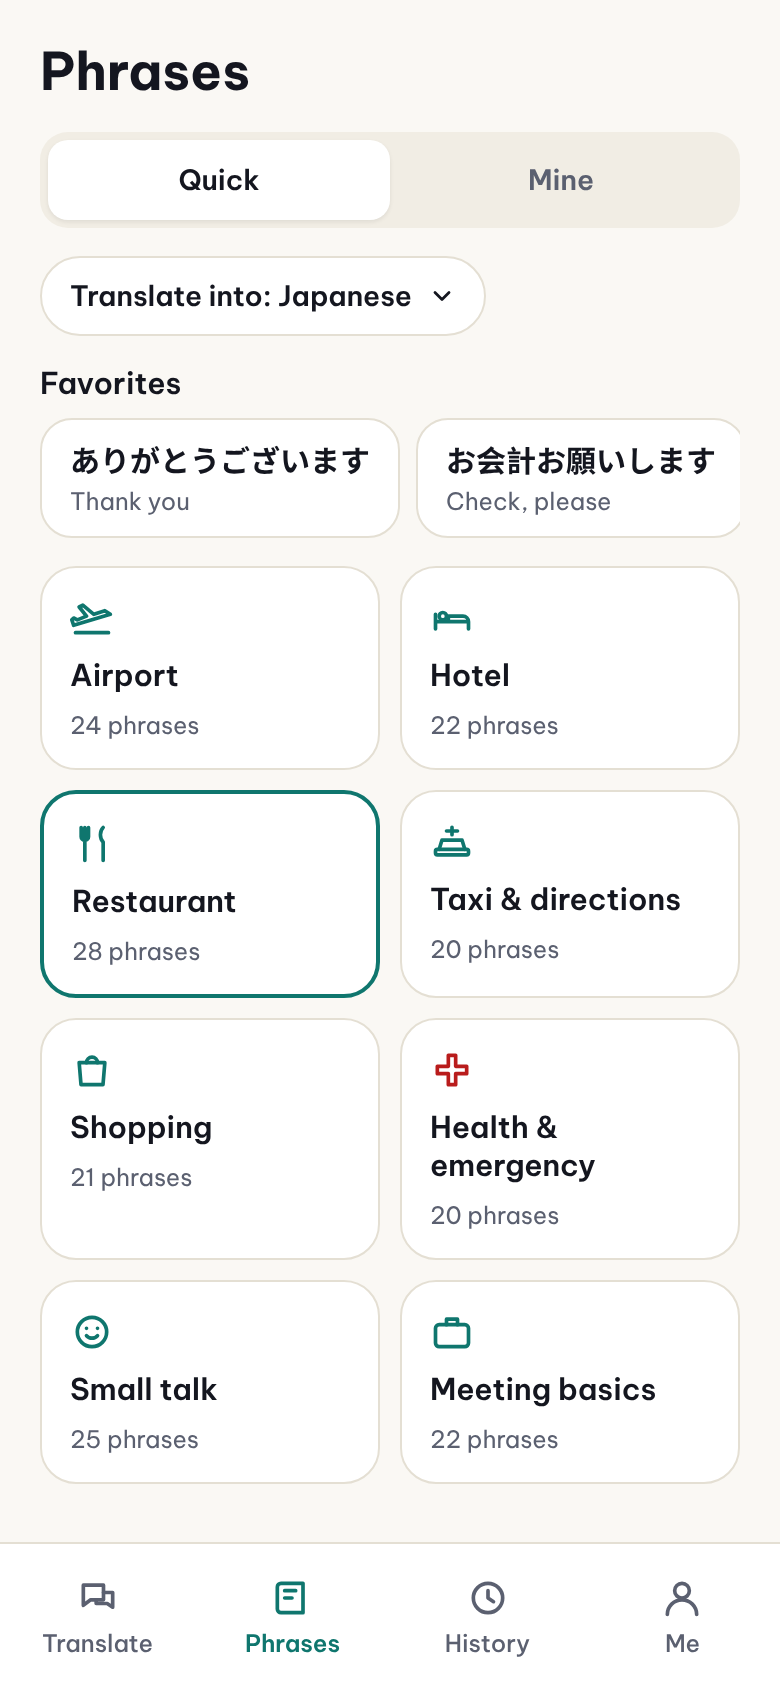 Phrases
Quick
Mine
Translate into: Japanese
Favorites
ありがとうございます
Thank you
お会計お願いします
Check, please
Airport
24 phrases
Hotel
22 phrases
Restaurant
28 phrases
Taxi & directions
20 phrases
Shopping
21 phrases
Health &
emergency
20 phrases
Small talk
25 phrases
Meeting basics
22 phrases
Translate
Phrases
History
Me